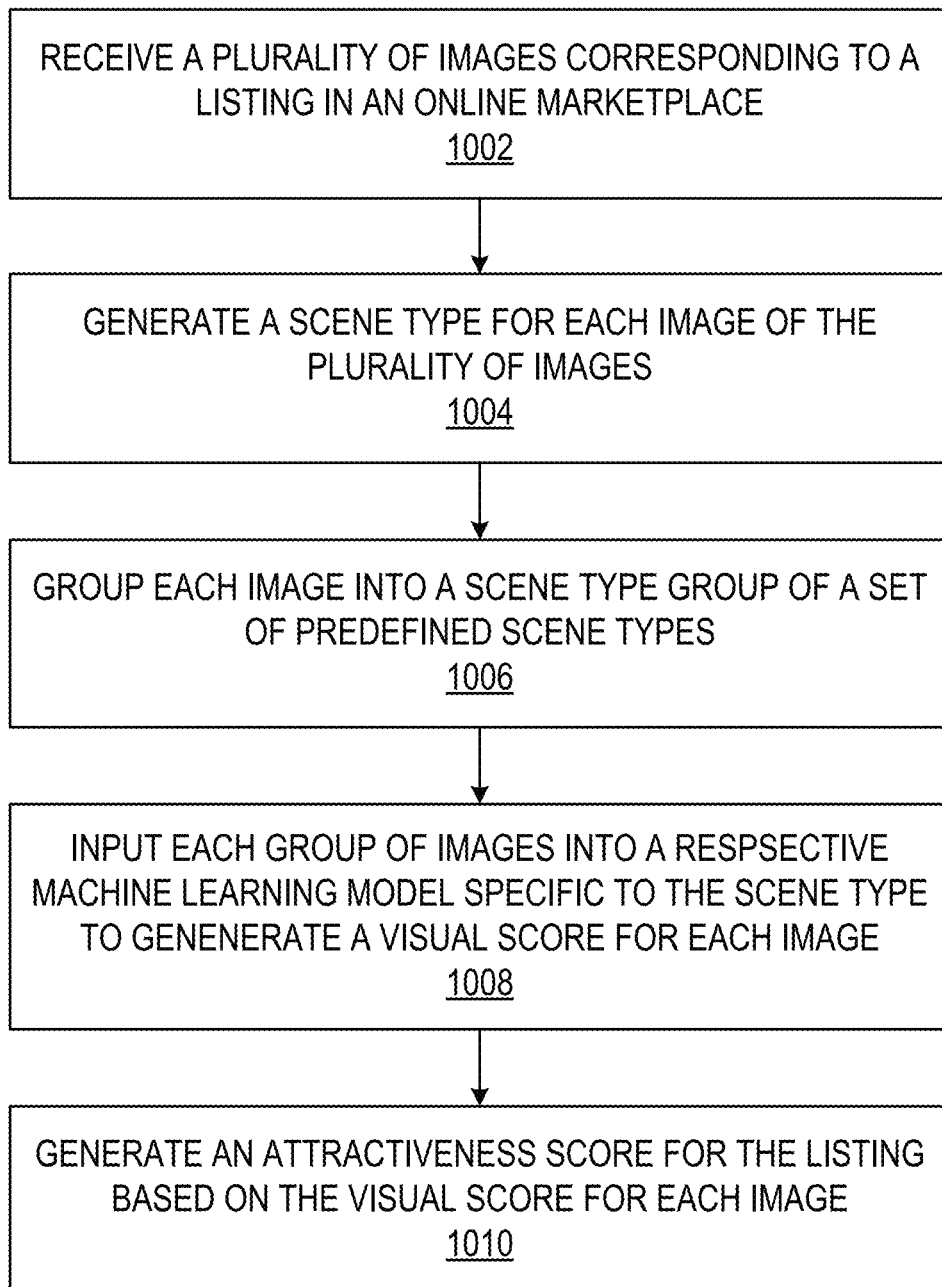 RECEIVE A PLURALITY OF IMAGES CORRESPONDING TO A
LISTING IN AN ONLINE MARKETPLACE
1002
GENERATE A SCENE TYPE FOR EACH IMAGE OF THE
PLURALITY OF IMAGES
1004
GROUP EACH IMAGE INTO A SCENE TYPE GROUP OF A SET
OF PREDEFINED SCENE TYPES
1006
INPUT EACH GROUP OF IMAGES INTO A RESPSECTIVE
MACHINE LEARNING MODEL SPECIFIC TO THE SCENE TYPE
TO GENENERATE A VISUAL SCORE FOR EACH IMAGE
1008
GENERATE AN ATTRACTIVENESS SCORE FOR THE LISTING
BASED ON THE VISUAL SCORE FOR EACH IMAGE
1010